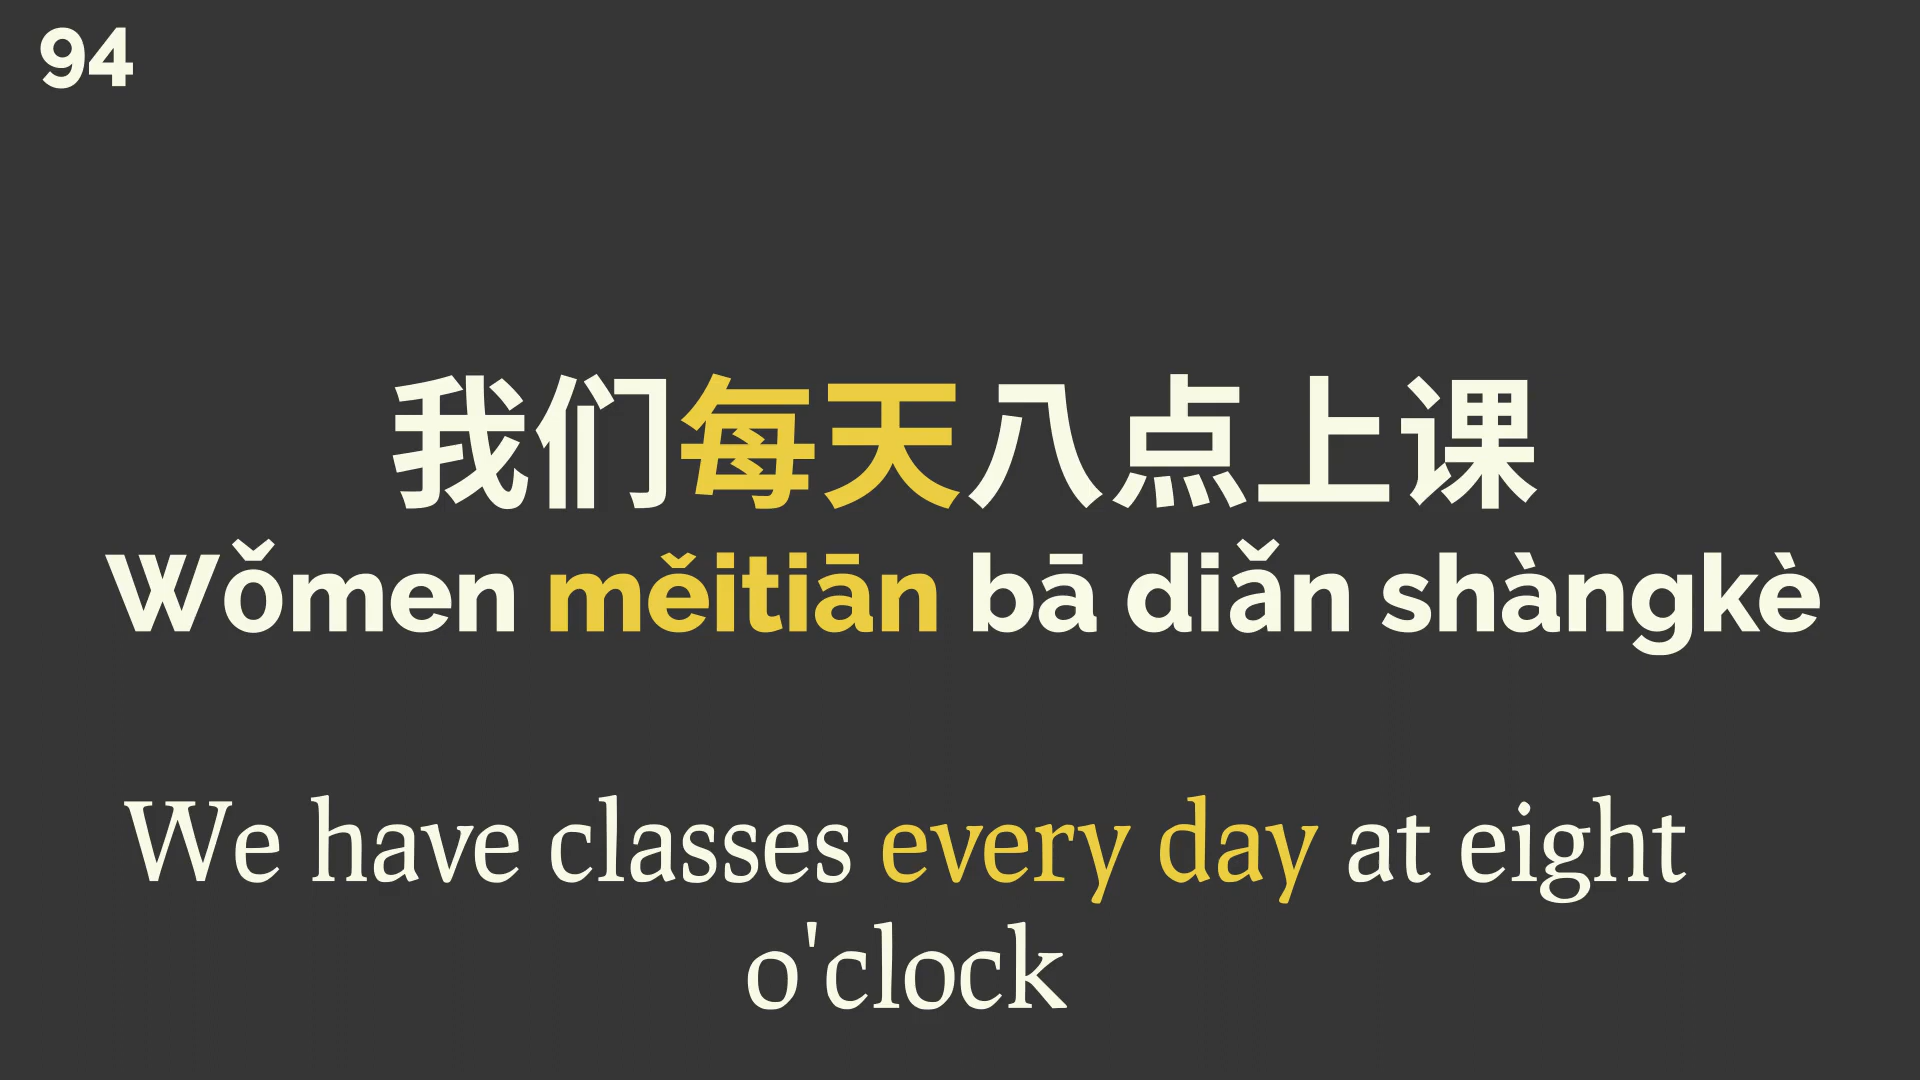 94
我们每天八点上课
Wǒmen měitiān bā diǎn shàngkè
We have classes every day at eight
o'clock